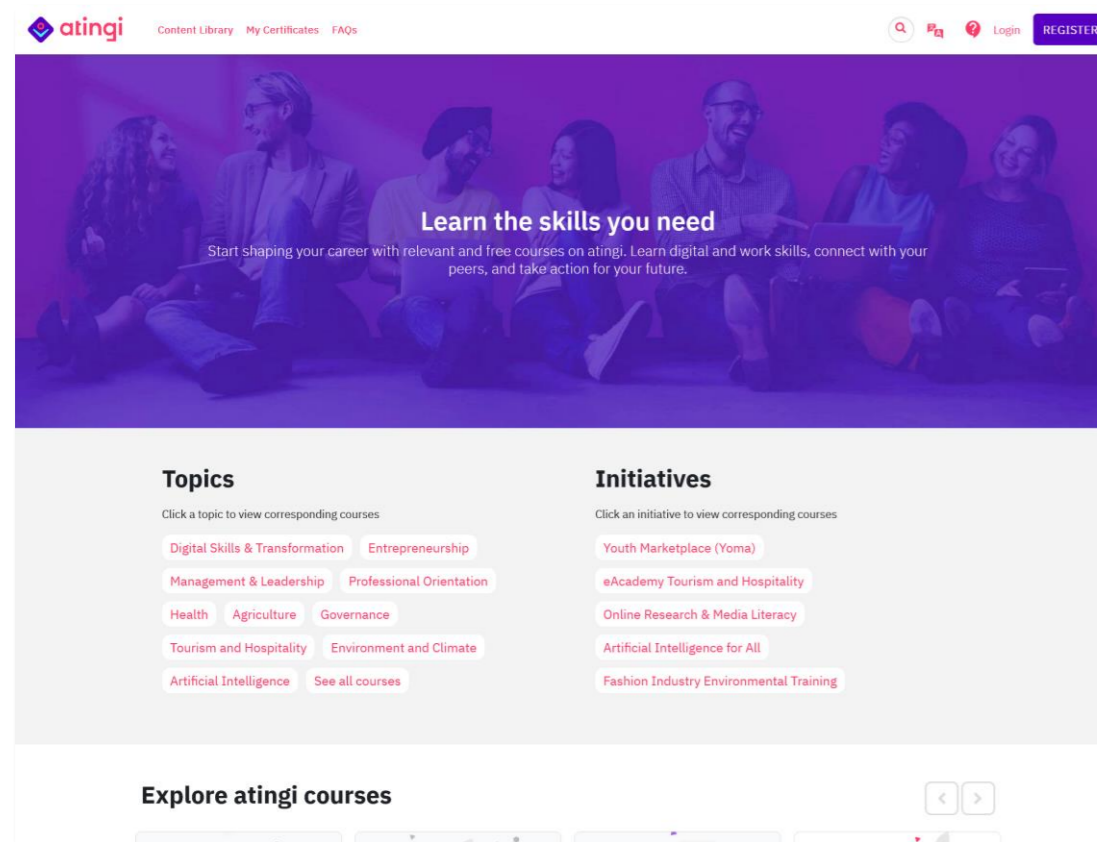 atingi
Content Library My Certificates FAQs
Login
REGISTER
Learn the skills you need
Start shaping your career with relevant and free courses on atingi. Learn digital and work skills, connect with your
peers, and take action for your future.
Topics
Click a topic to view corresponding courses
Digital Skills & Transformation Entrepreneurship
Management & Leadership Professional Orientation
Health Agriculture Governance
Tourism and Hospitality Environment and Climate
Artificial Intelligence See all courses
Initiatives
Click an initiative to view corresponding courses
Youth Marketplace (Yoma)
eAcademy Tourism and Hospitality
Online Research & Media Literacy
Artificial Intelligence for All
Fashion Industry Environmental Training
Explore atingi courses